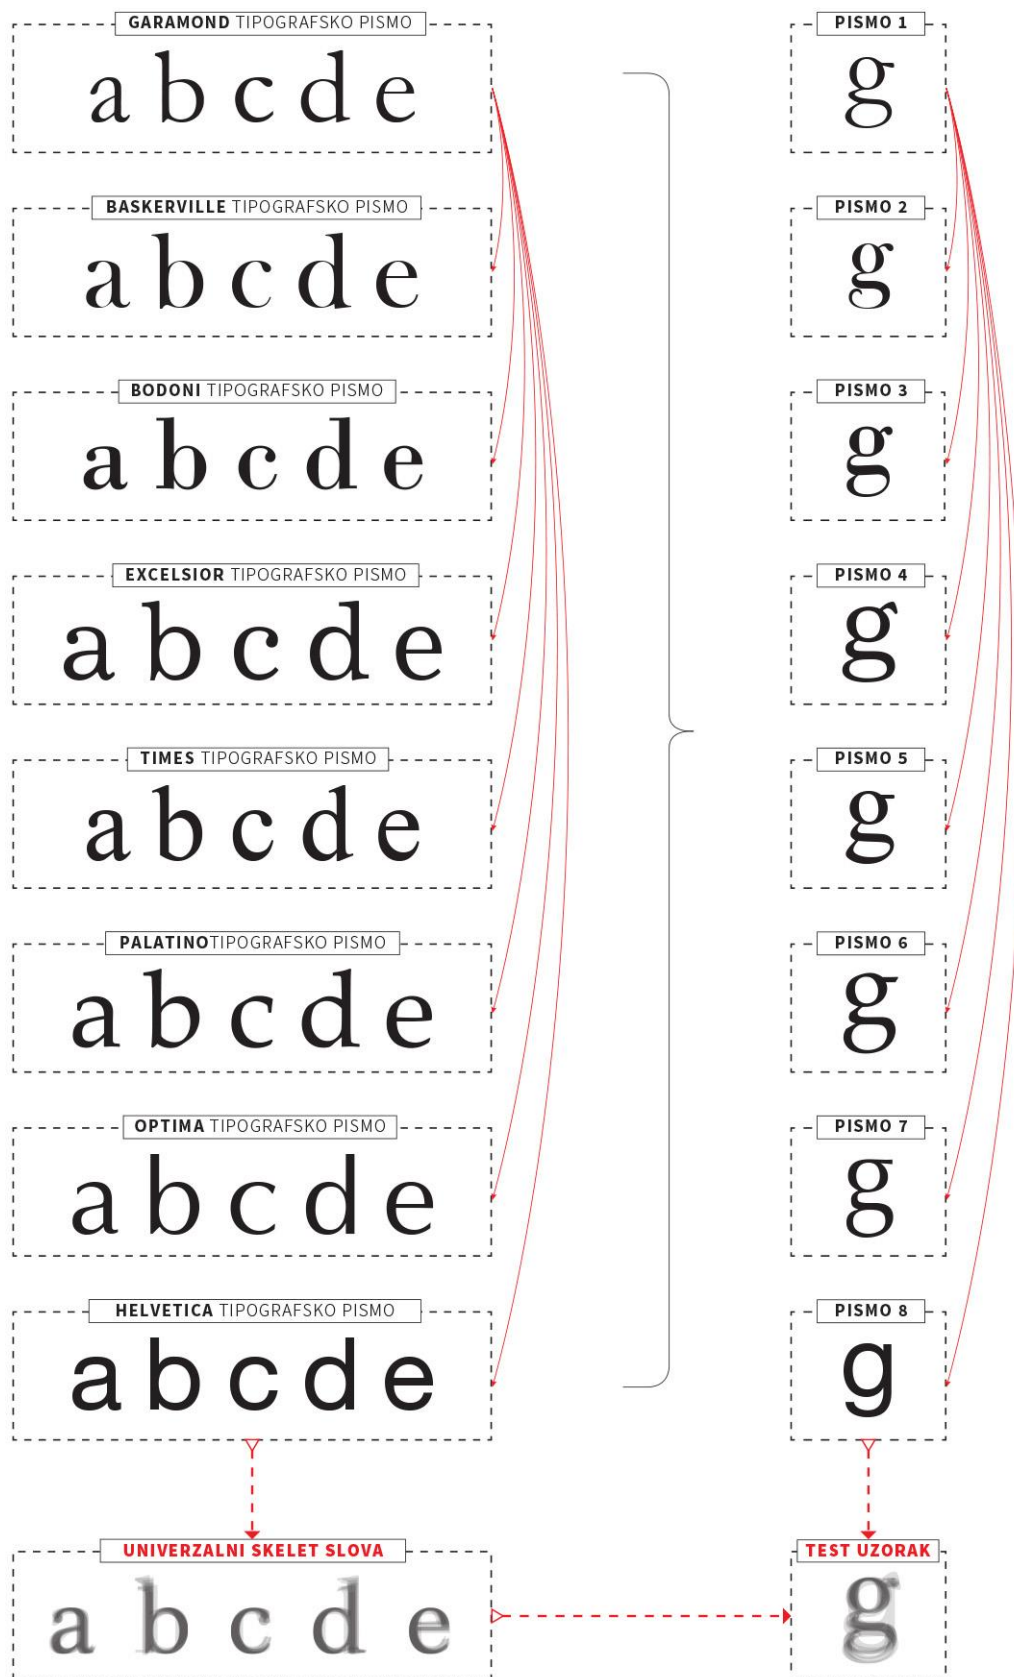 GARAMOND TIPOGRAFSKO PISMO
a b c d e
BASKERVILLE TIPOGRAFSKO PISMO
a b c d e
BODONI TIPOGRAFSKO PISMO
a b c d e
EXCELSIOR TIPOGRAFSKO PISMO
a b c d e
TIMES TIPOGRAFSKO PISMO
a b c d e
PALATINOTIPOGRAFSKO PISMO
a b c d e
OPTIMA TIPOGRAFSKO PISMO
a b c d e
HELVETICA TIPOGRAFSKO PISMO
a b c d e
UNIVERZALNI SKELET SLOVA
a b c d e
PISMO 1
g
PISMO 2
g
PISMO 3
g
PISMO 4
g
PISMO 5
g
PISMO 6
g
PISMO 7
g
PISMO 8
g
TEST UZORAK
g